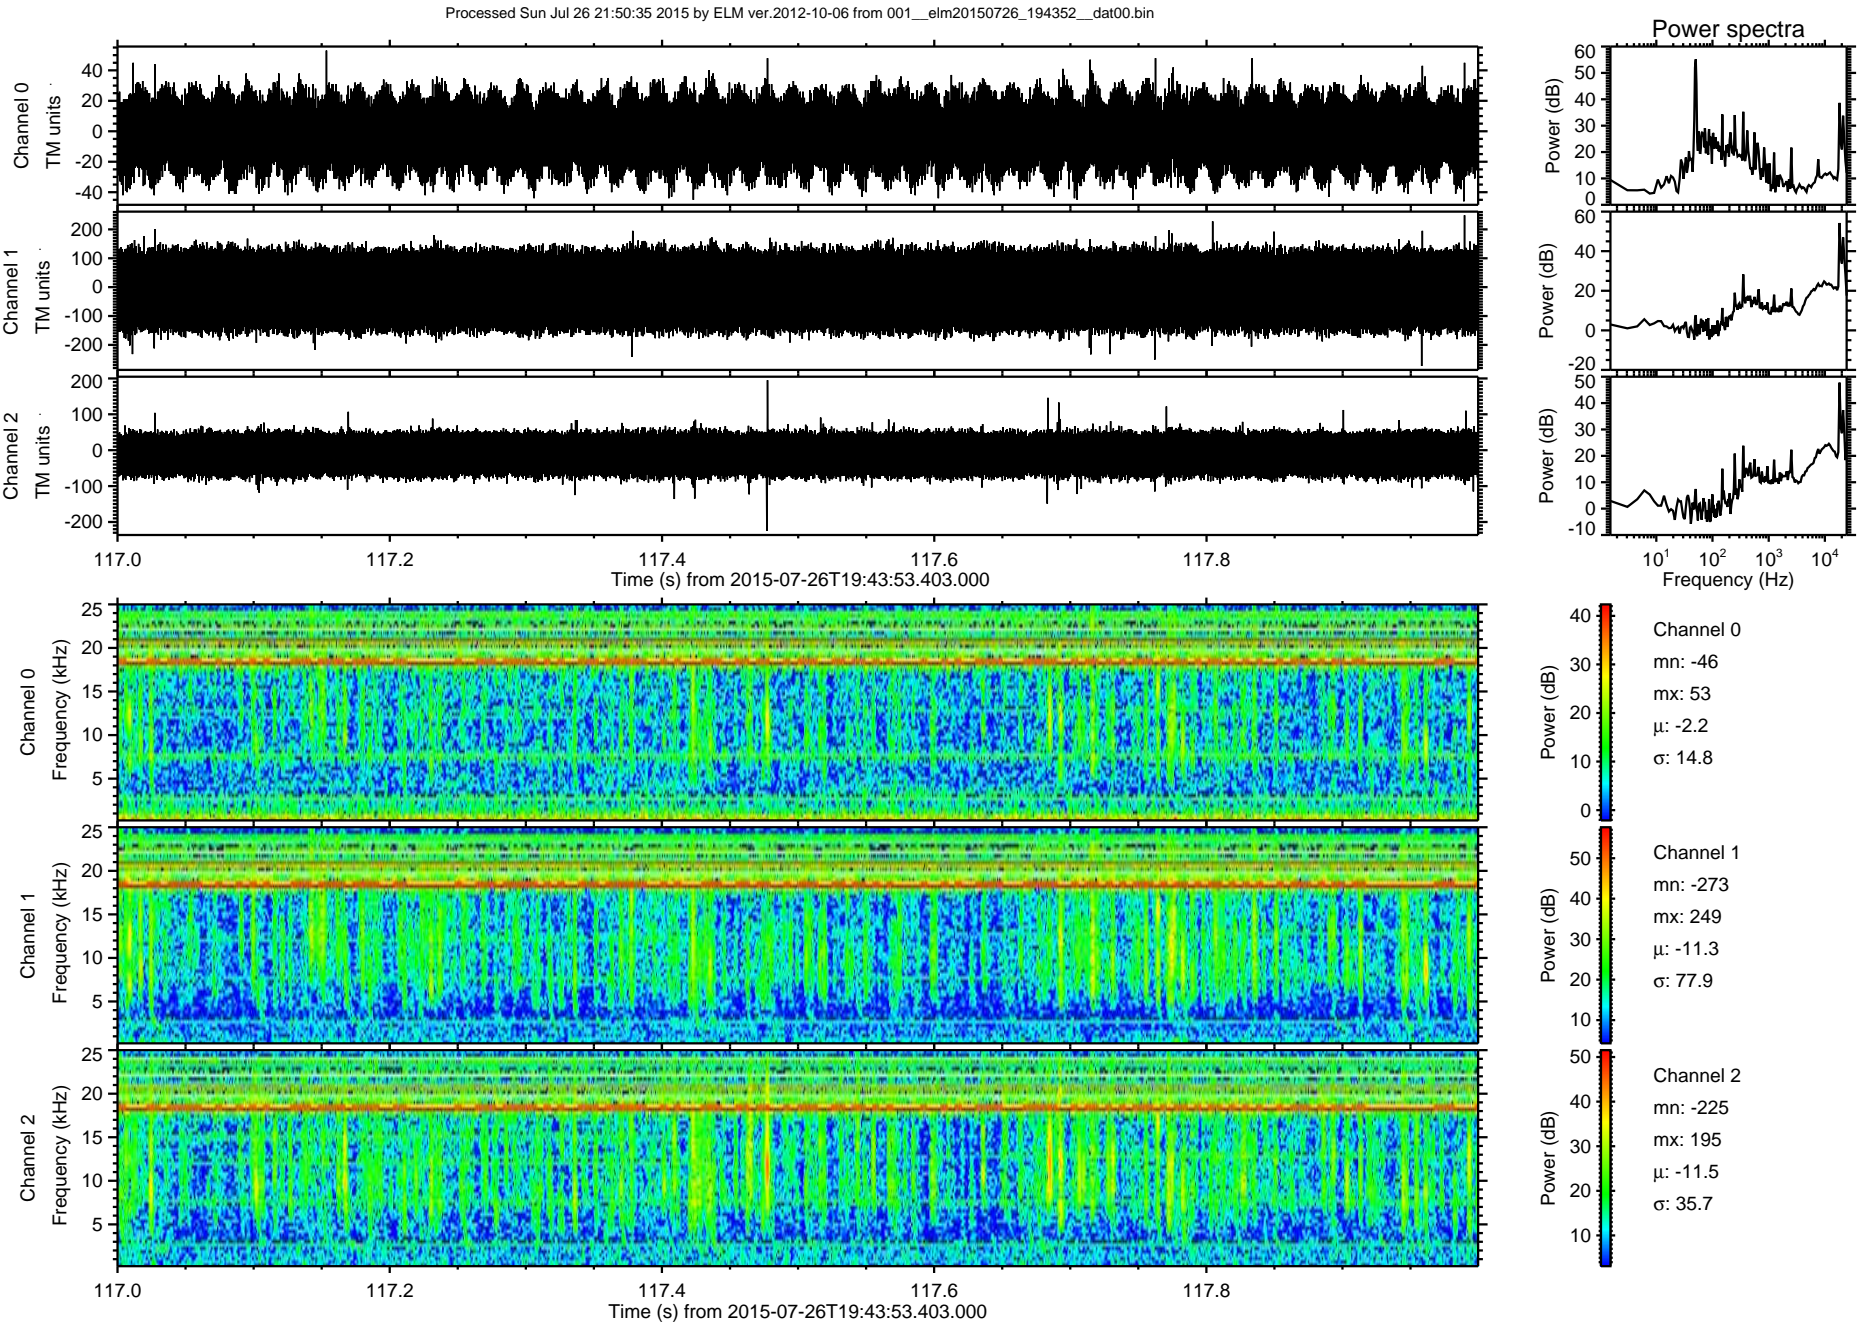 Processed Sun Jul 26 21:50:35 2015 by ELM ver.2012-10-06 from 001__elm20150726_194352__dat00.bin
Power spectra
Channel 0
TM units
40
20
0
-20
-40
Power (dB)
60
50
40
30
20
10
0
Channel 1
TM units
200
100
0
-100
-200
Power (dB)
60
40
20
0
-20
Channel 2
TM units
200
100
0
-100
-200
Power (dB)
50
40
30
20
10
0
-10
117.0 117.2 117.4 117.6 117.8
Time (s) from 2015-07-26T19:43:53.403.000
10¹ 10² 10³ 10⁴
Frequency (Hz)
Channel 0
Frequency (kHz)
25
20
15
10
5
Power (dB)
40
30
20
10
0
Channel 0
mn: -46
mx: 53
µ: -2.2
σ: 14.8
Channel 1
Frequency (kHz)
25
20
15
10
5
Power (dB)
50
40
30
20
10
Channel 1
mn: -273
mx: 249
µ: -11.3
σ: 77.9
Channel 2
Frequency (kHz)
25
20
15
10
5
Power (dB)
50
40
30
20
10
Channel 2
mn: -225
mx: 195
µ: -11.5
σ: 35.7
117.0 117.2 117.4 117.6 117.8
Time (s) from 2015-07-26T19:43:53.403.000